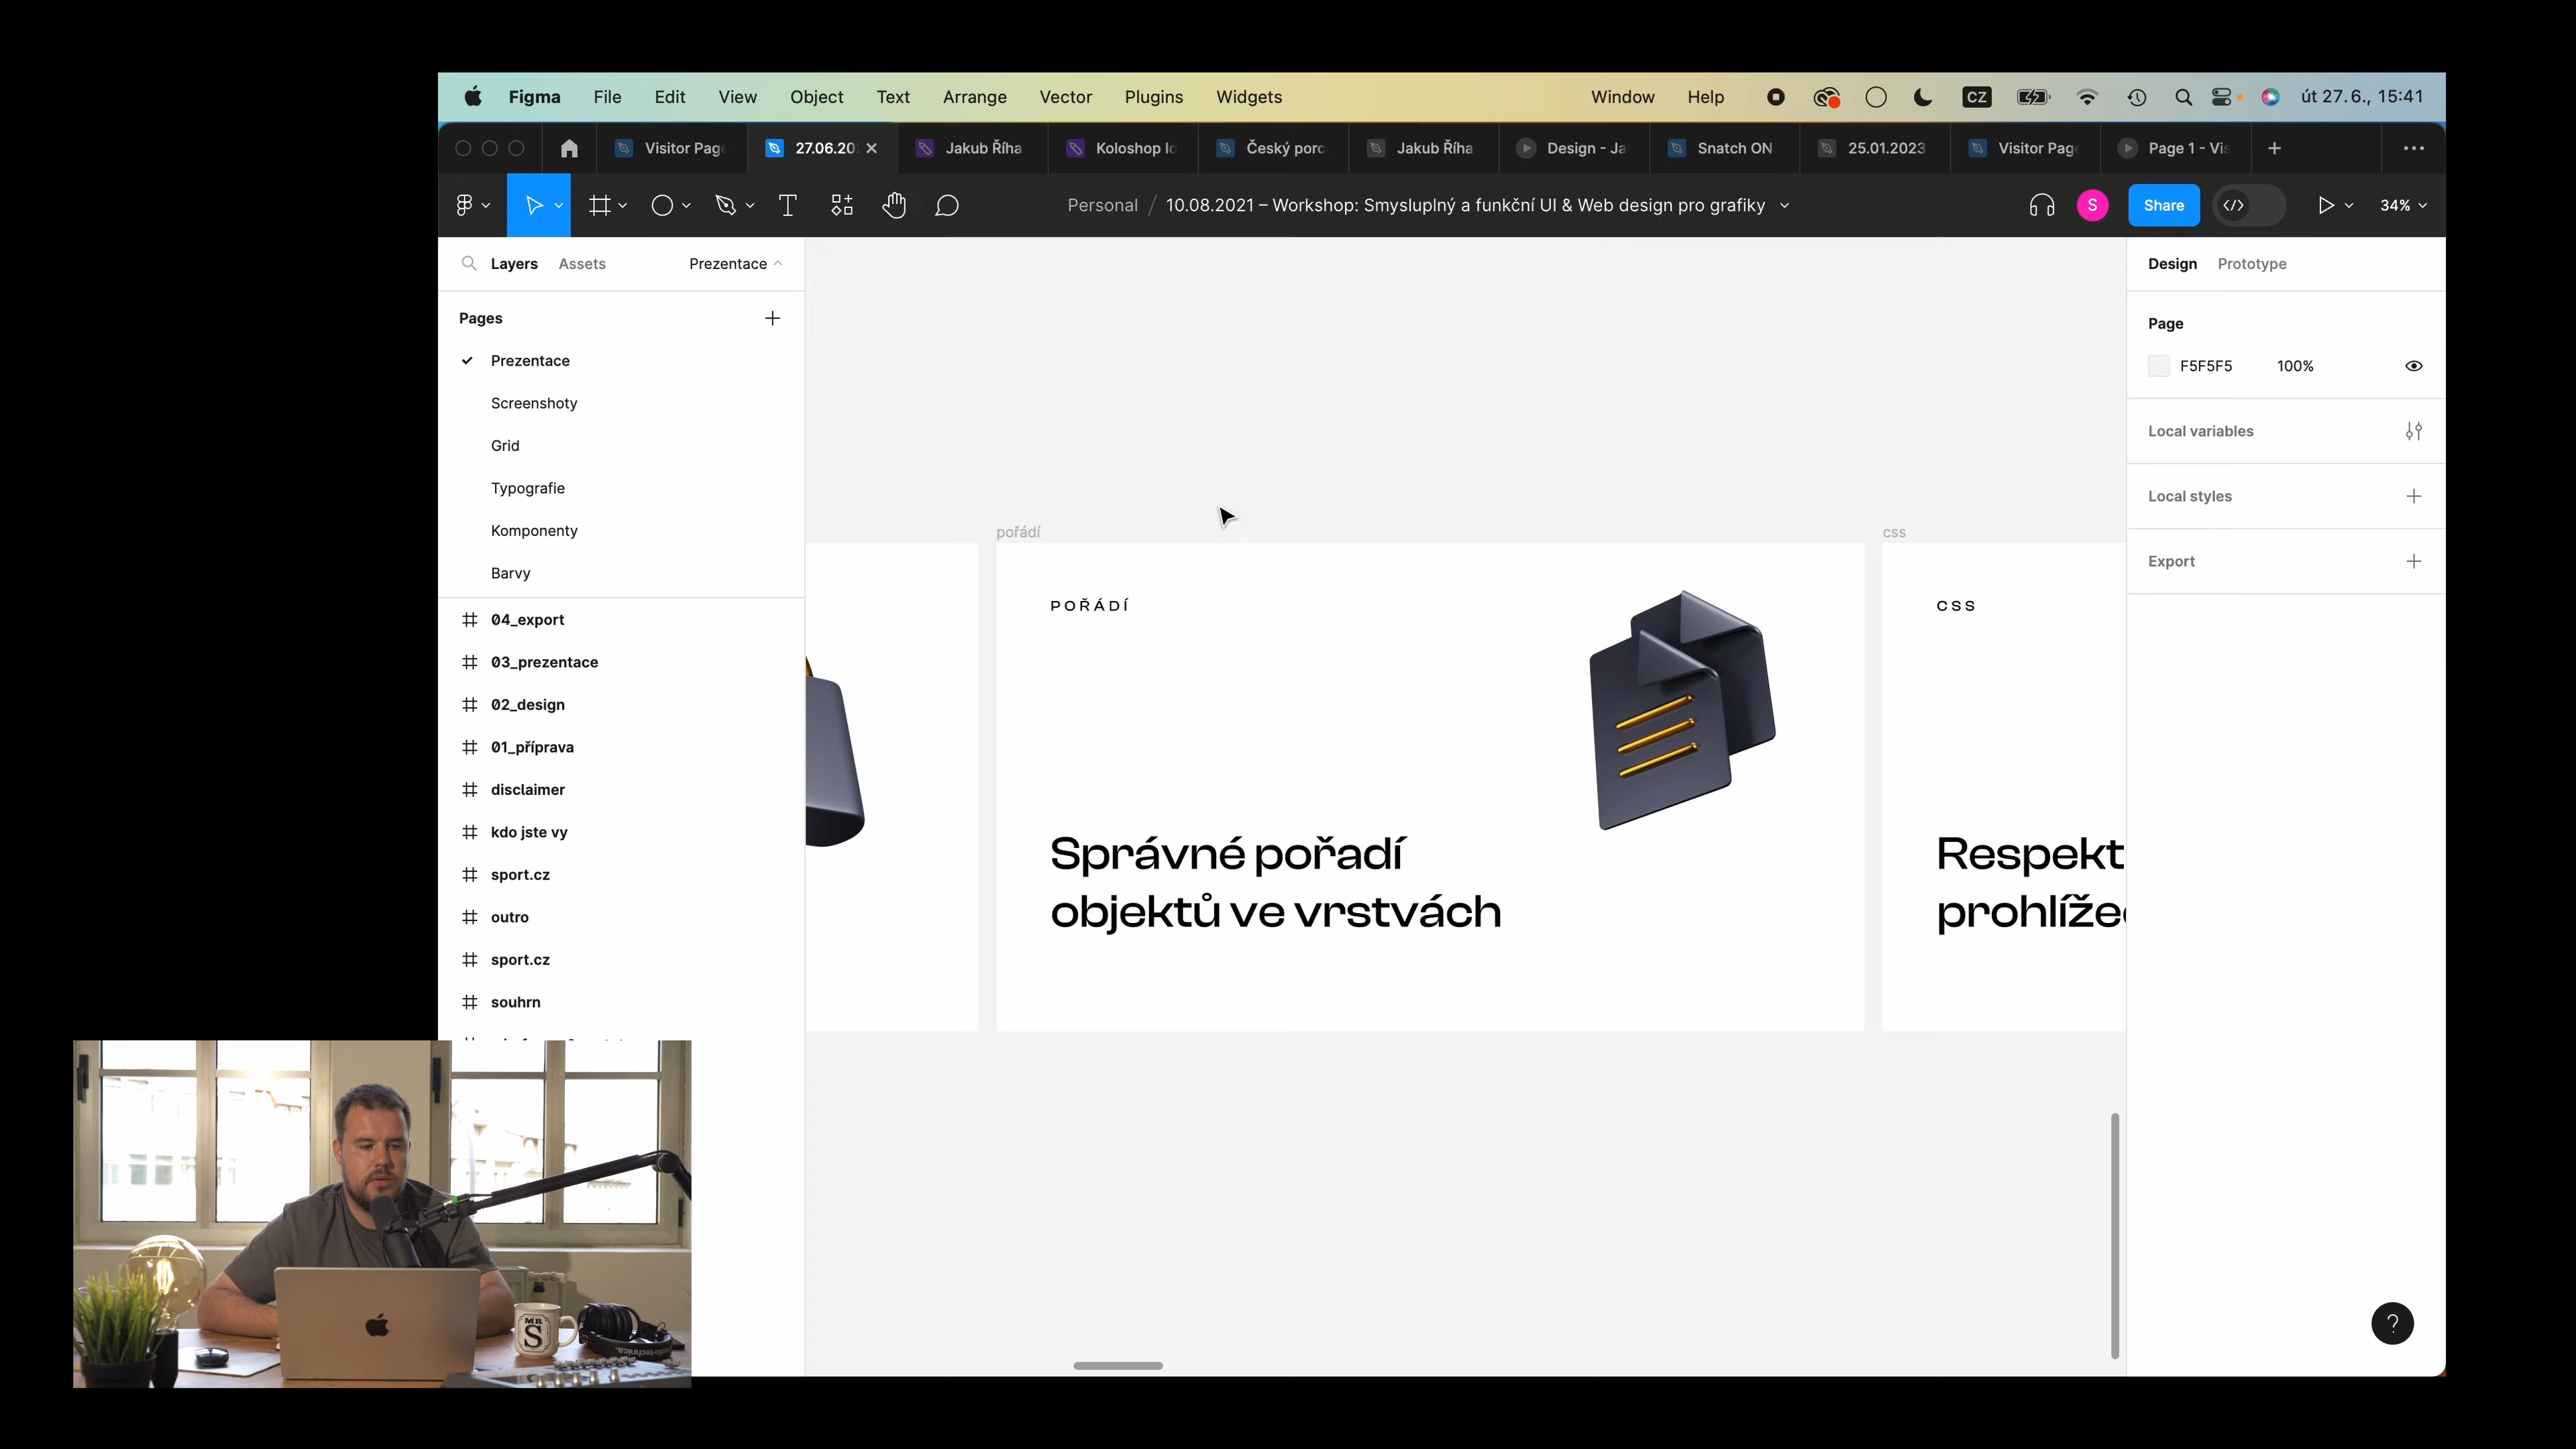 Figma File Edit View Object Text Arrange Vector Plugins Widgets Window Help CZ út 27. 6., 15:41
Visitor Pag 27.06.20 Jakub Říha Koloshop Ic Český porc Jakub Říha Design - Ja Snatch ON 25.01.2023 Visitor Pag Page 1 - Vis
Personal / 10.08.2021 – Workshop: Smysluplný a funkční UI & Web design pro grafiky S Share 34%
Layers Assets Prezentace
Design Prototype
Pages
Page
Prezentace
F5F5F5 100%
Screenshoty
Local variables
Grid
Typografie
Local styles
Komponenty
Export
Barvy
04_export
03_prezentace
02_design
01_příprava
disclaimer
kdo jste vy
sport.cz
outro
sport.cz
souhrn
pořádí
POŘÁDÍ
Správné pořadí
objektů ve vrstvách
css
CSS
Respekt
prohlíže
?
MR
S